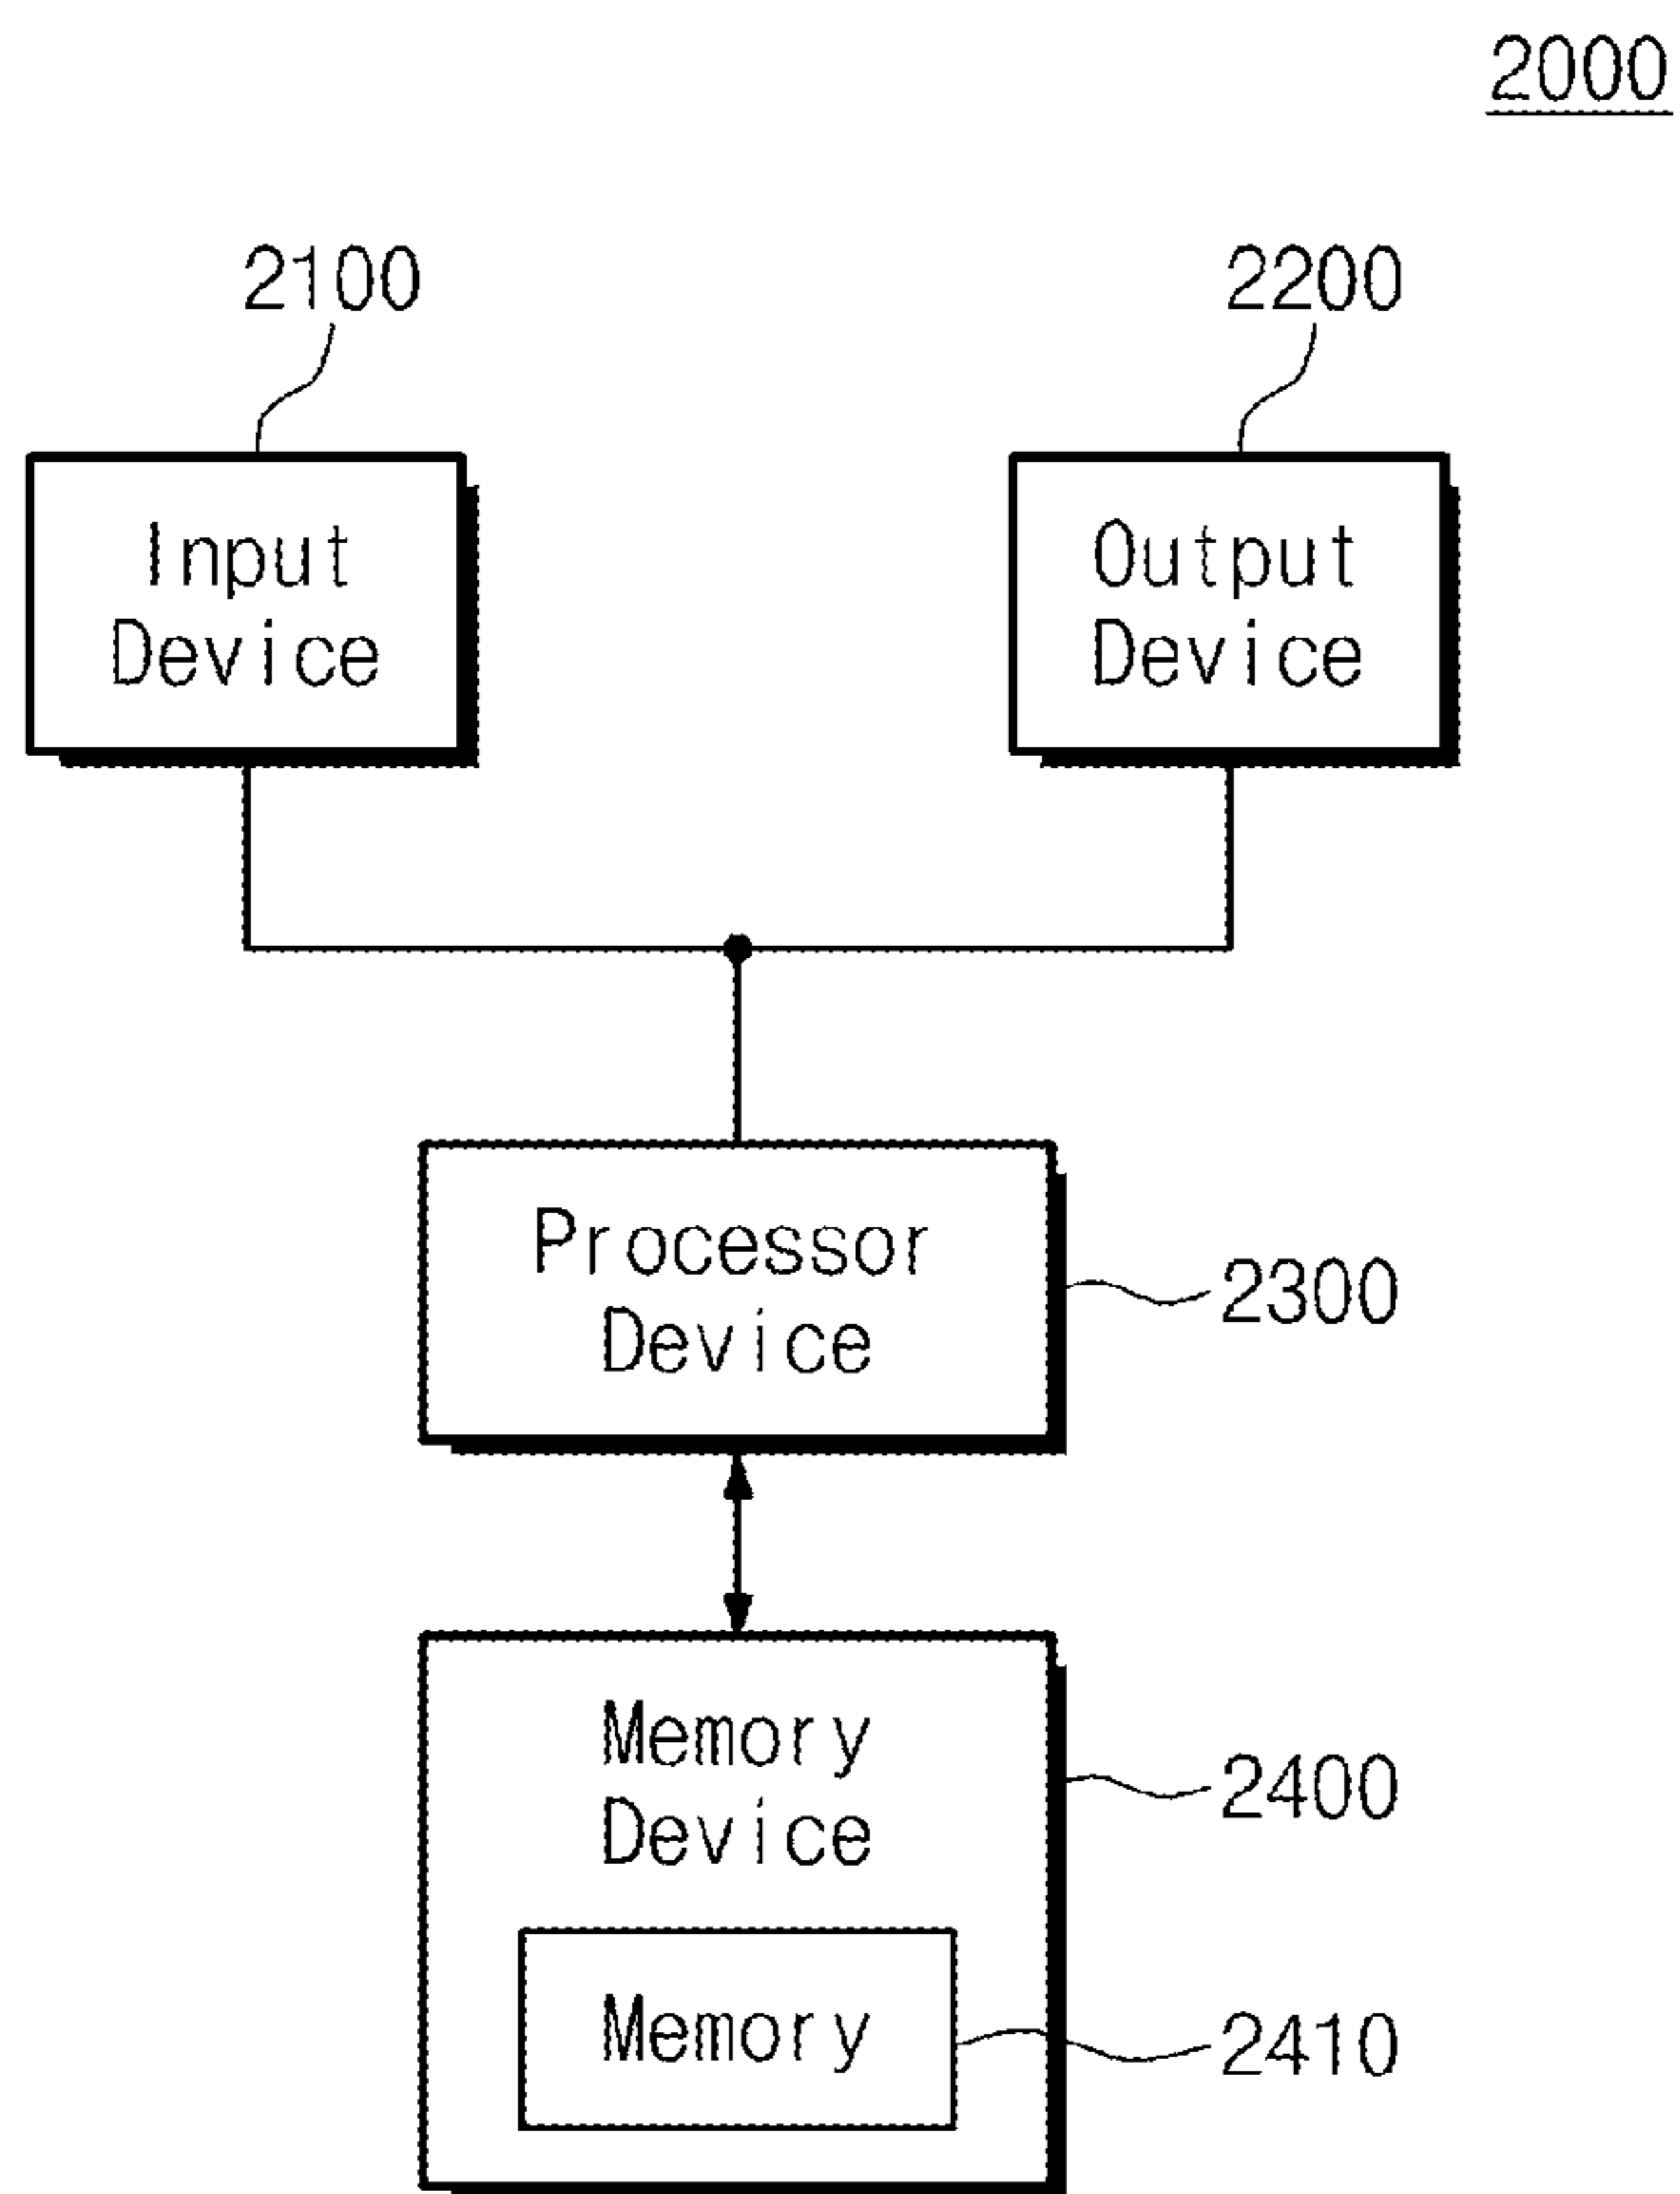 2000
2100
2200
Input
Device
Output
Device
Processor
Device
2300
Memory
Device
2400
Memory
2410